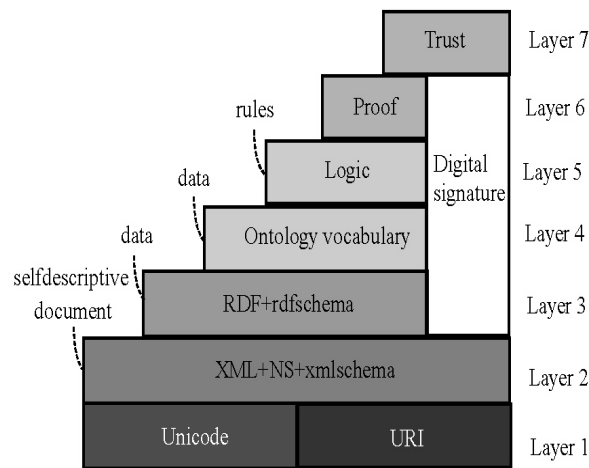 Trust
Layer 7
Proof
Layer 6
rules
Logic
Digital
signature
Layer 5
data
Ontology vocabulary
Layer 4
data
selfdescriptive
document
RDF+rdfschema
Layer 3
XML+NS+xmlschema
Layer 2
Unicode
URI
Layer 1